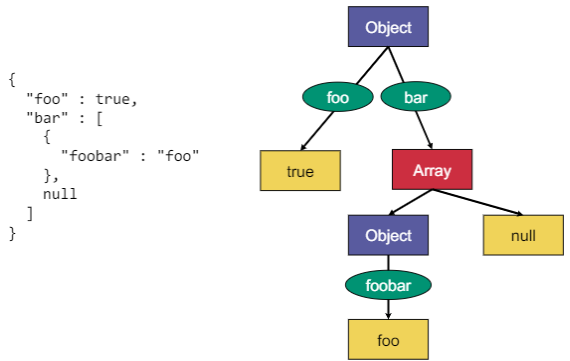 {
  "foo" : true,
  "bar" : [
    {
      "foobar" : "foo"
    },
    null
  ]
}
Object
foo
bar
true
Array
Object
null
foobar
foo